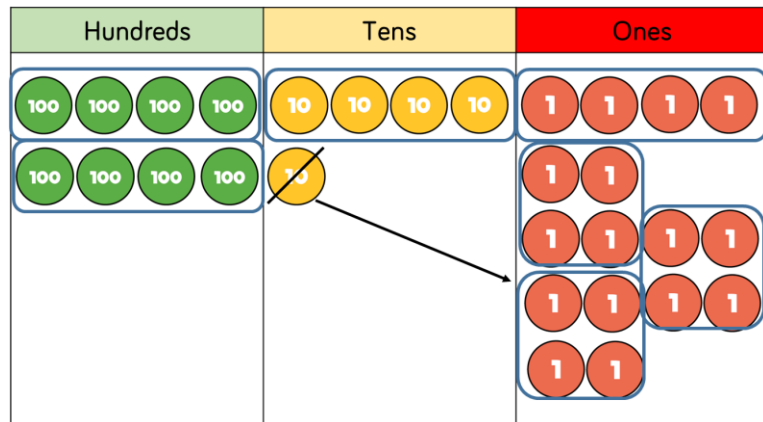 Hundreds Tens Ones
100 100 100 100 10 10 10 10 1 1 1 1
100 100 100 100 10 1 1
1 1 1 1
1 1 1 1
1 1